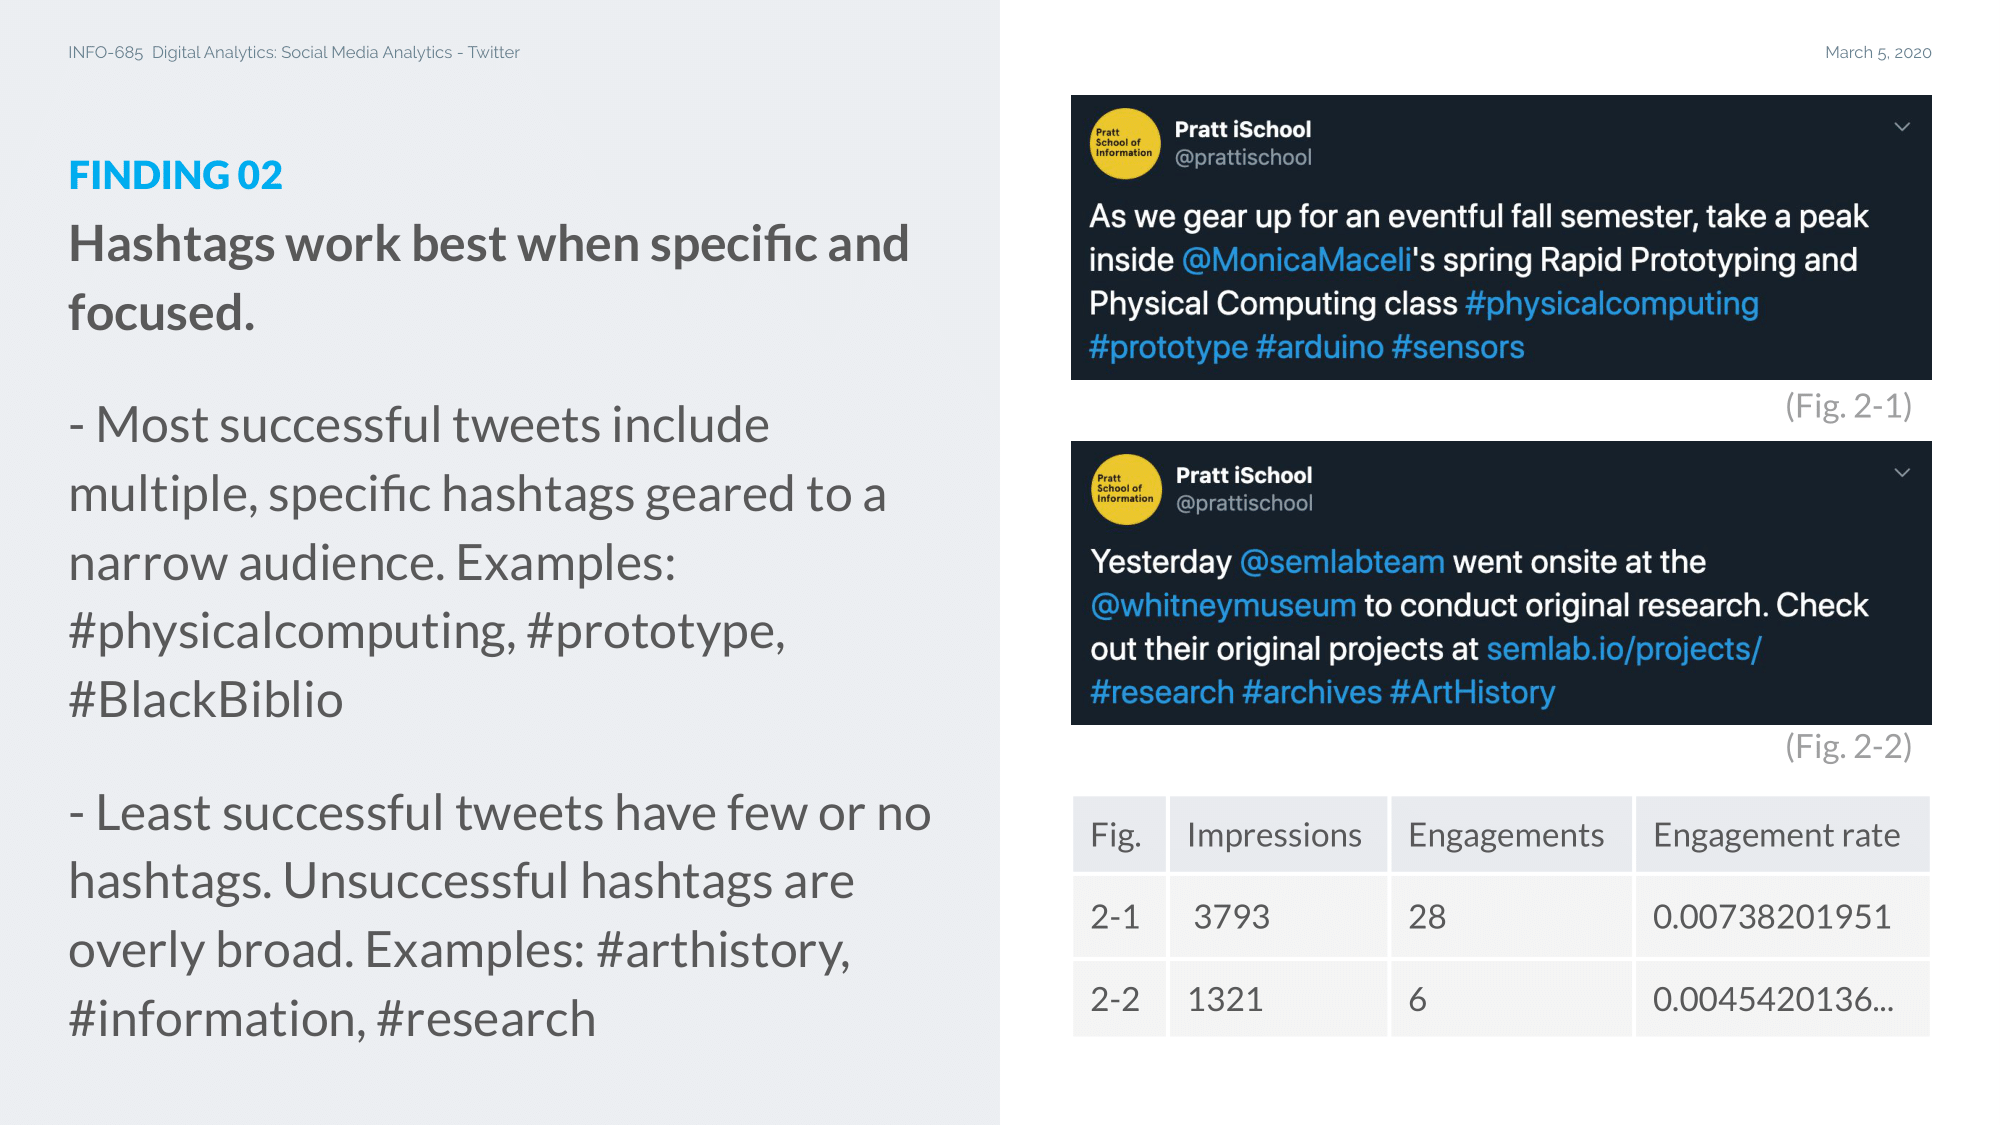 INFO-685 Digital Analytics: Social Media Analytics - Twitter
March 5, 2020
FINDING 02
Hashtags work best when specific and
focused.
- Most successful tweets include
multiple, specific hashtags geared to a
narrow audience. Examples:
#physicalcomputing, #prototype,
#BlackBiblio
- Least successful tweets have few or no
hashtags. Unsuccessful hashtags are
overly broad. Examples: #arthistory,
#information, #research
Pratt
School of
Information
Pratt iSchool
@prattischool
As we gear up for an eventful fall semester, take a peak
inside @MonicaMaceli's spring Rapid Prototyping and
Physical Computing class #physicalcomputing
#prototype #arduino #sensors
(Fig. 2-1)
Pratt
School of
Information
Pratt iSchool
@prattischool
Yesterday @semlabteam went onsite at the
@whitneymuseum to conduct original research. Check
out their original projects at semlab.io/projects/
#research #archives #ArtHistory
(Fig. 2-2)
Fig. Impressions Engagements Engagement rate
2-1 3793 28 0.00738201951
2-2 1321 6 0.0045420136...